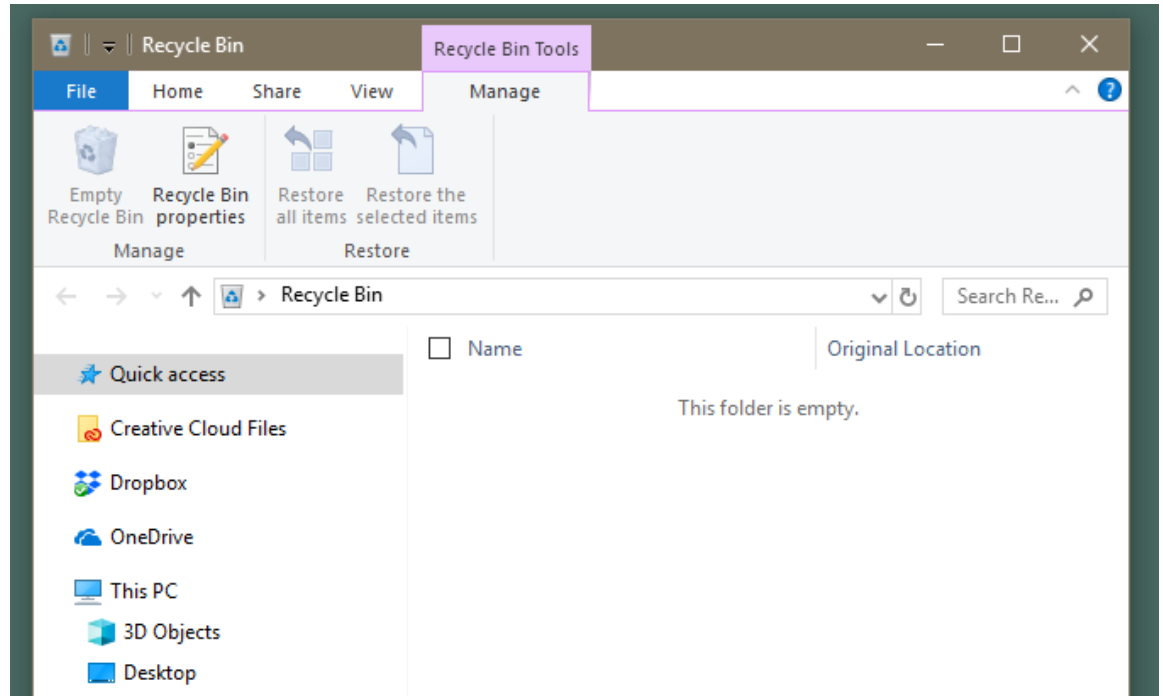 Recycle Bin
Recycle Bin Tools
File Home Share View Manage
Empty Recycle Bin Restore Restore the
Recycle Bin properties all items selected items
Manage Restore
Recycle Bin
Search Re...
Name Original Location
This folder is empty.
Quick access
Creative Cloud Files
Dropbox
OneDrive
This PC
3D Objects
Desktop